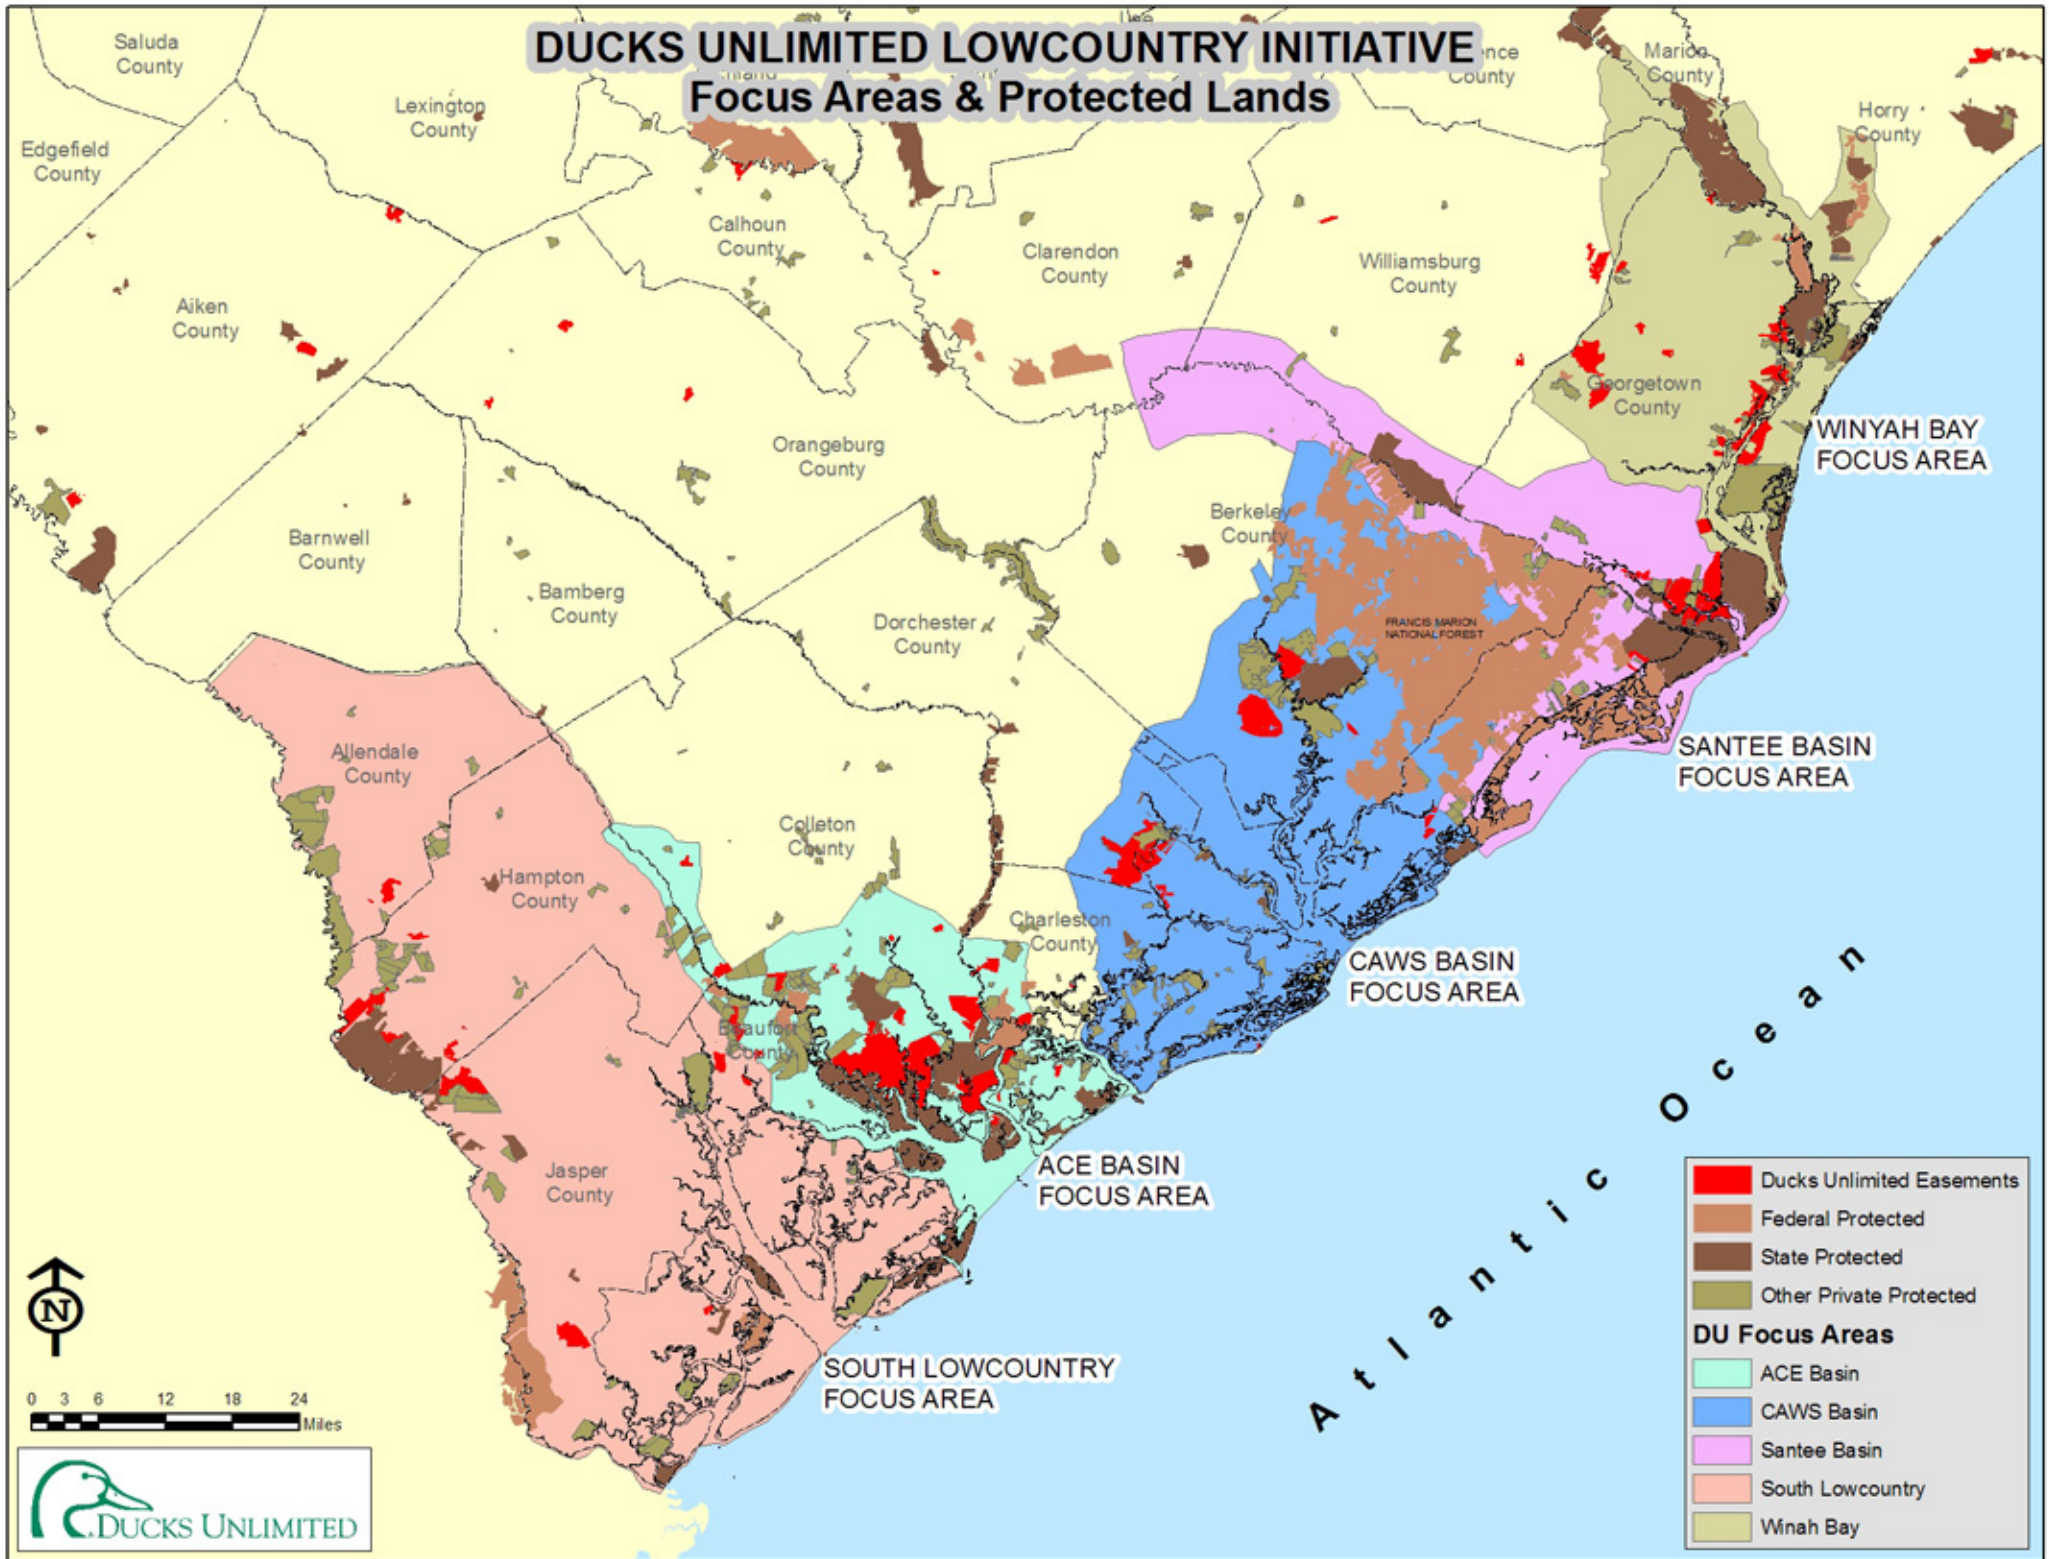 DUCKS UNLIMITED LOWCOUNTRY INITIATIVE
Focus Areas & Protected Lands
Saluda
County
Lexington
County
Edgefield
County
County
Marion
County
Horry
County
Calhoun
County
Clarendon
County
Williamsburg
County
Aiken
County
Georgetown
County
Orangeburg
County
WINYAH BAY
FOCUS AREA
Barnwell
County
Berkeley
County
Bamberg
County
Dorchester
County
FRANCIS MARION
NATIONAL FOREST
Allendale
County
SANTEE BASIN
FOCUS AREA
Colleton
County
Hampton
County
Charleston
County
CAWS BASIN
FOCUS AREA
Beaufort
County
Jasper
County
ACE BASIN
FOCUS AREA
Atlantic Ocean
SOUTH LOWCOUNTRY
FOCUS AREA
N
0 3 6 12 18 24
Miles
DUCKS UNLIMITED
Ducks Unlimited Easements
Federal Protected
State Protected
Other Private Protected
DU Focus Areas
ACE Basin
CAWS Basin
Santee Basin
South Lowcountry
Winah Bay